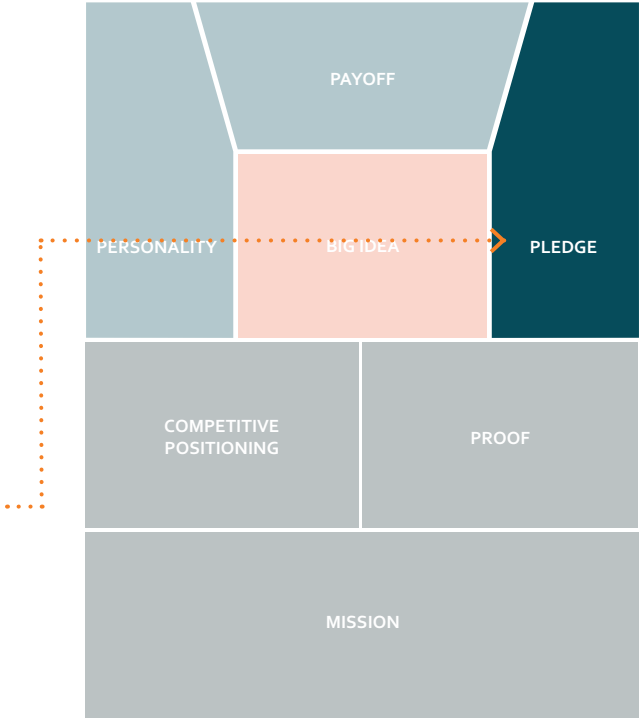 PAYOFF
PERSONALITY
BIG IDEA
PLEDGE
COMPETITIVE
POSITIONING
PROOF
MISSION